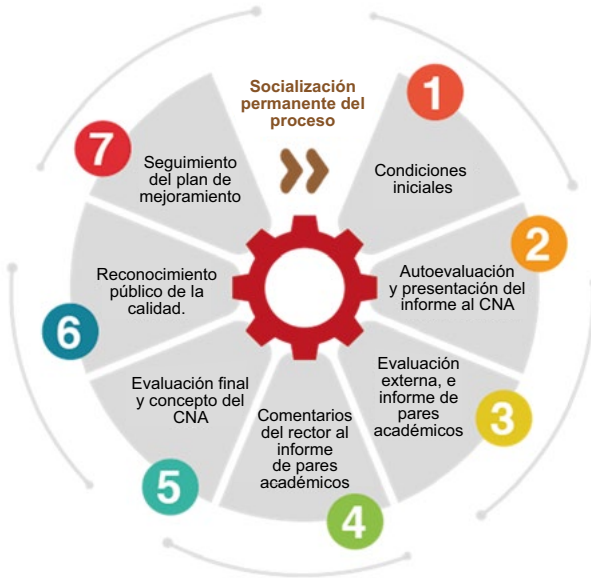 Socialización
permanente del
proceso
1
Condiciones
iniciales
2
Autoevaluación
y presentación del
informe al CNA
3
Evaluación
externa, e
informe de
pares
académicos
4
Comentarios
del rector al
informe
de pares
académicos
5
Evaluación final
y concepto del
CNA
6
Reconocimiento
público de la
calidad.
7
Seguimiento
del plan de
mejoramiento